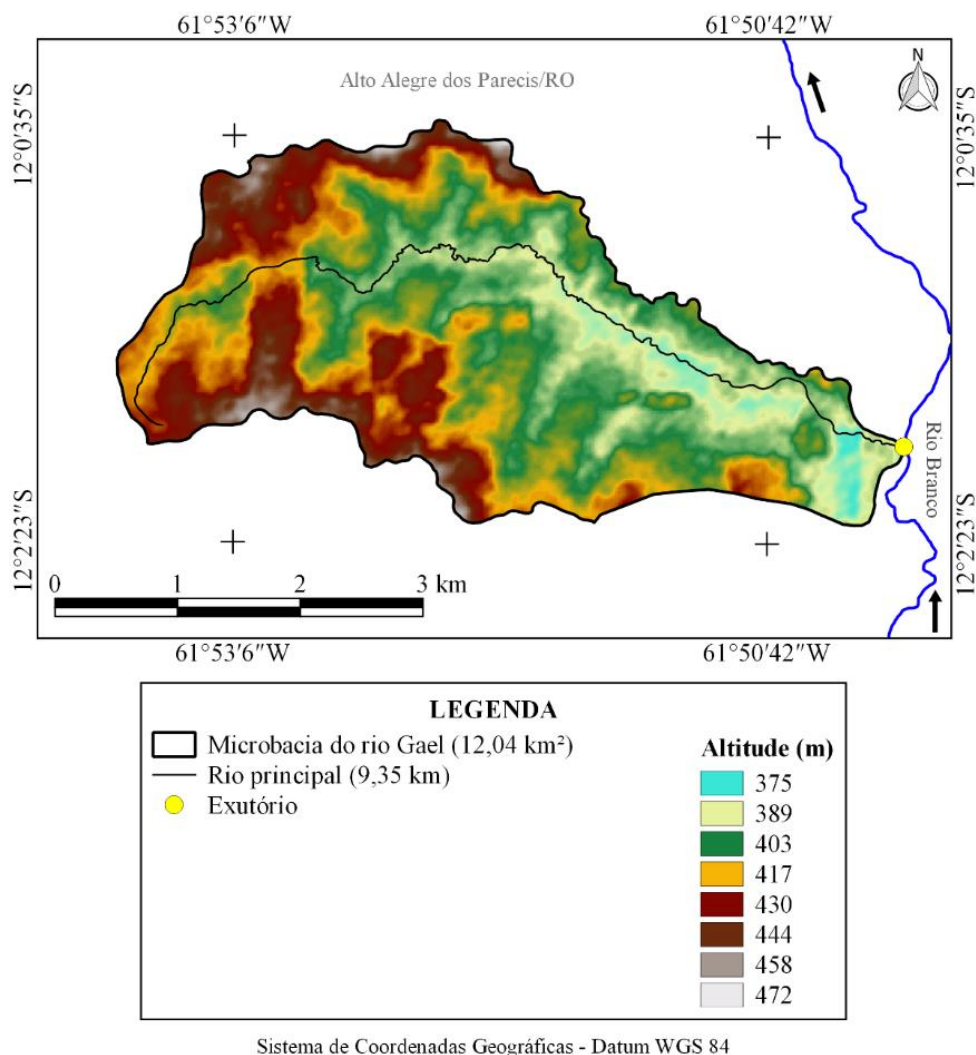 61°53′6″W 61°50′42″W
Alto Alegre dos Parecis/RO
N
12°0′35″S 12°0′35″S
Rio Branco
12°2′23″S 12°2′23″S
0 1 2 3 km
61°53′6″W 61°50′42″W
LEGENDA
Microbacia do rio Gael (12,04 km²)
Rio principal (9,35 km)
Exutório
Altitude (m)
375
389
403
417
430
444
458
472
Sistema de Coordenadas Geográficas - Datum WGS 84